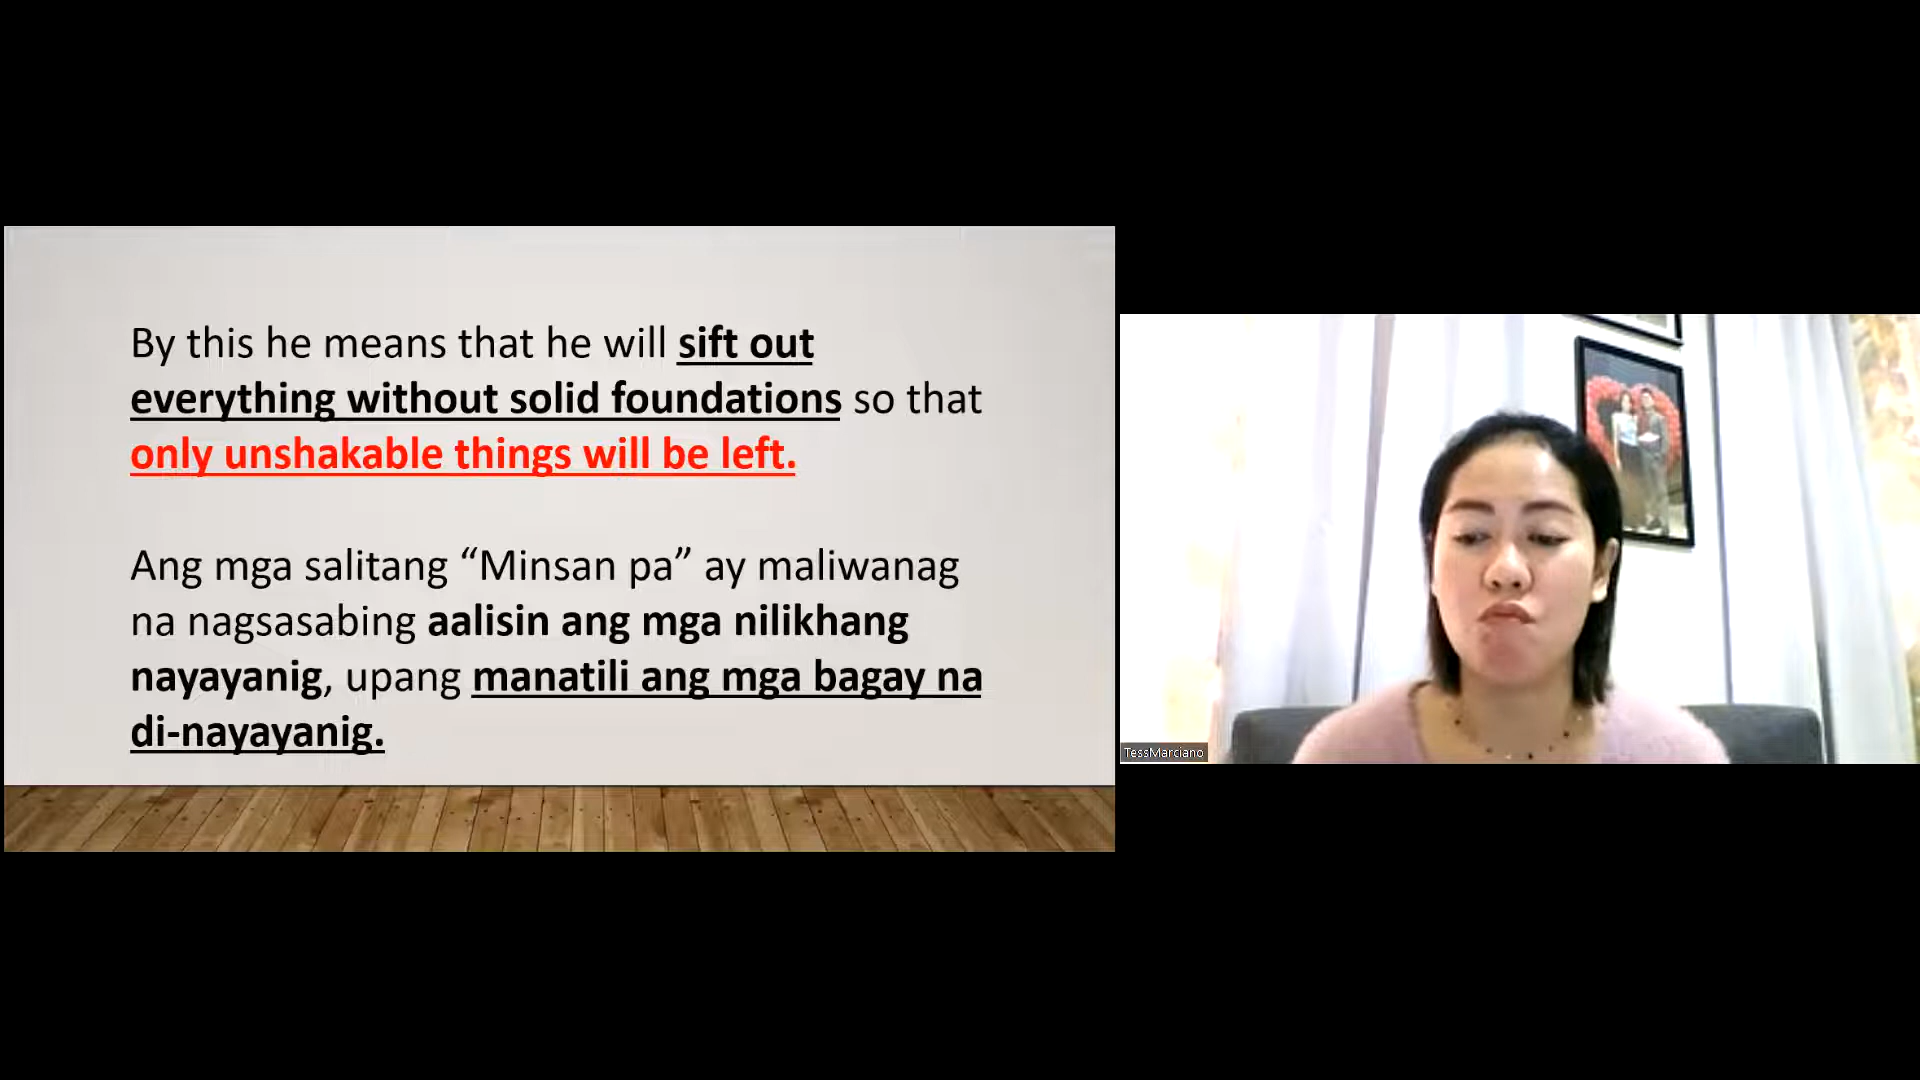 By this he means that he will sift out
everything without solid foundations so that
only unshakable things will be left.
Ang mga salitang “Minsan pa” ay maliwanag
na nagsasabing aalisin ang mga nilikhang
nayayanig, upang manatili ang mga bagay na
di-nayayanig.
TessMarciano